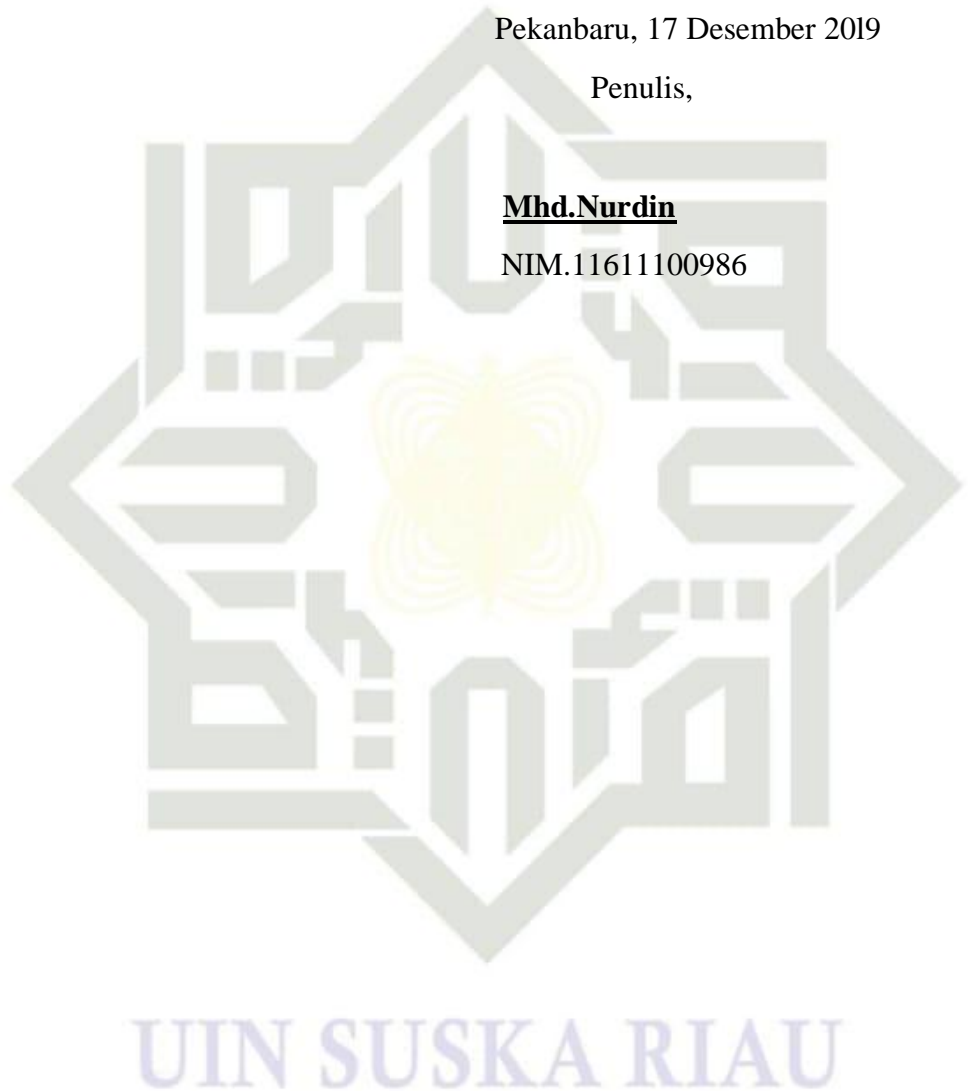 Pekanbaru, 17 Desember 20l9
Penulis,
Mhd.Nurdin
NIM.11611100986
UIN SUSKA RIAU